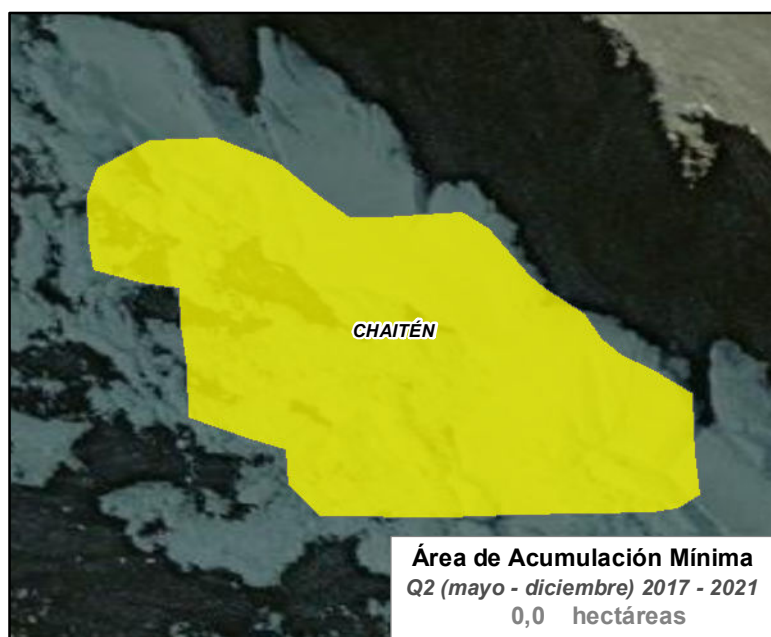 CHAITÉN
Área de Acumulación Mínima
Q2 (mayo - diciembre) 2017 - 2021
0,0 hectáreas